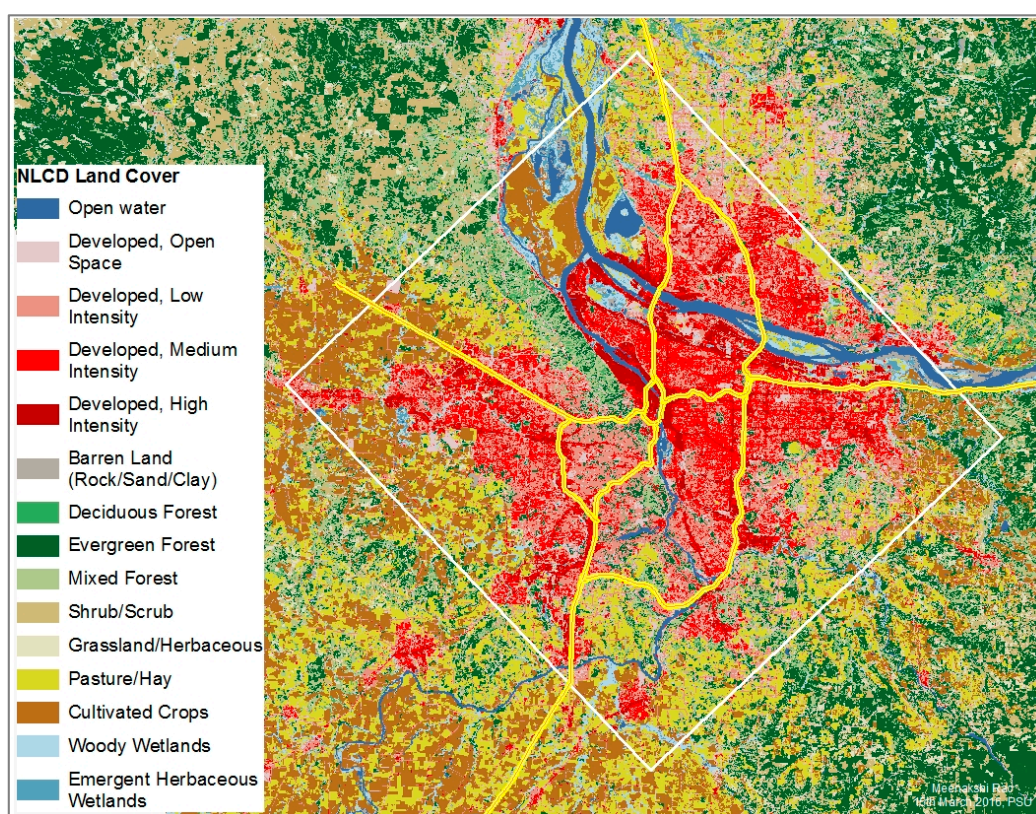 NLCD Land Cover
Open water
Developed, Open
Space
Developed, Low
Intensity
Developed, Medium
Intensity
Developed, High
Intensity
Barren Land
(Rock/Sand/Clay)
Deciduous Forest
Evergreen Forest
Mixed Forest
Shrub/Scrub
Grassland/Herbaceous
Pasture/Hay
Cultivated Crops
Woody Wetlands
Emergent Herbaceous
Wetlands
Meenakshi Rao
15th March 2016, PSU